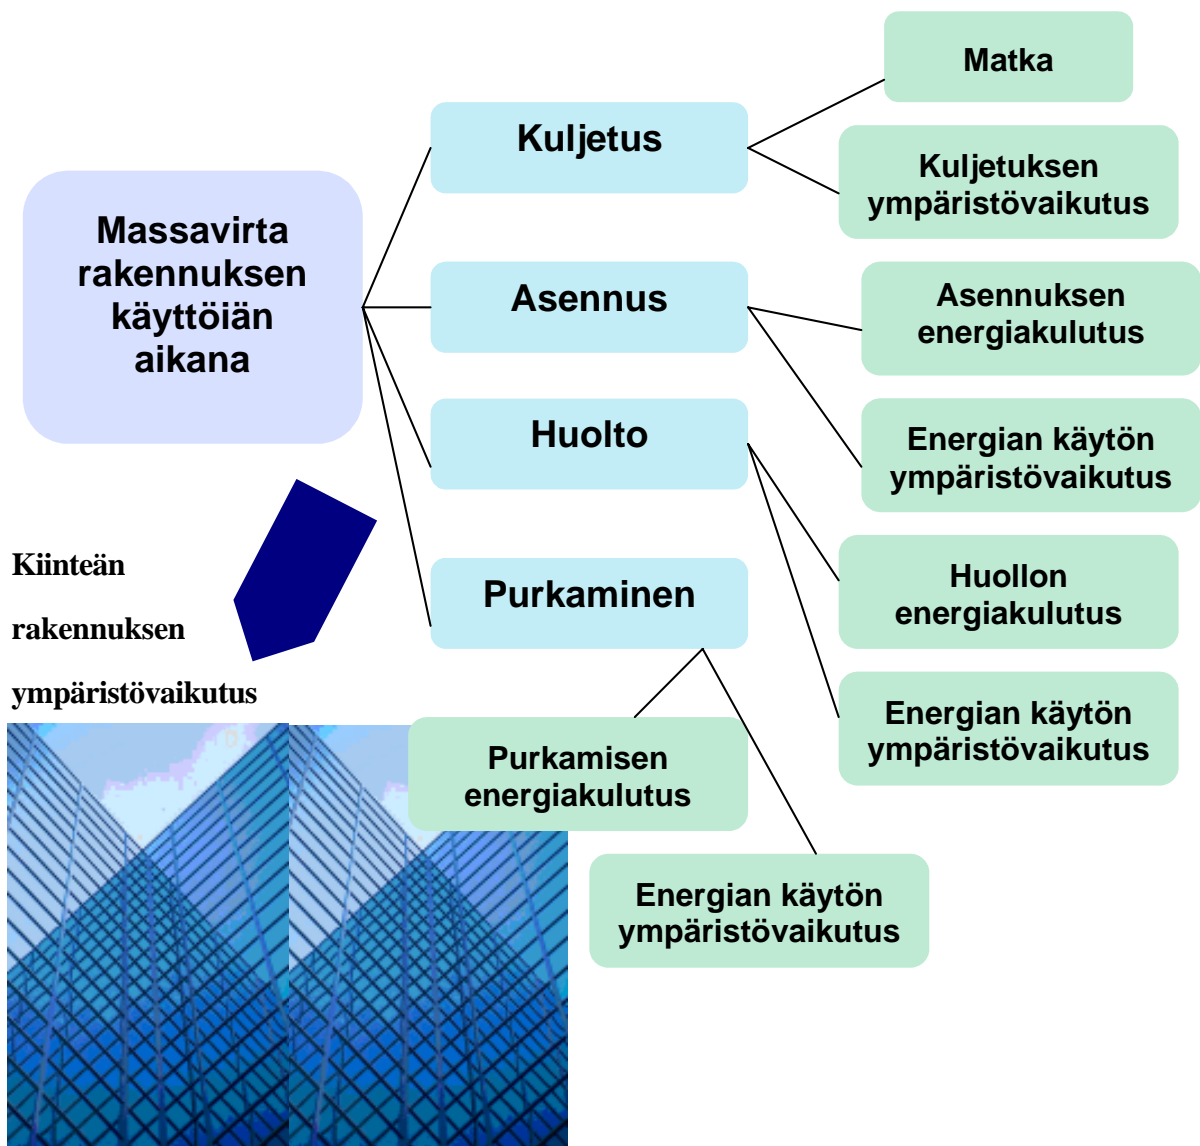 Massavirta
rakennuksen
käyttöiän
aikana
Kuljetus
Matka
Kuljetuksen
ympäristövaikutus
Asennus
Asennuksen
energiakulutus
Energian käytön
ympäristövaikutus
Huolto
Huollon
energiakulutus
Energian käytön
ympäristövaikutus
Purkaminen
Purkamisen
energiakulutus
Energian käytön
ympäristövaikutus
Kiinteän
rakennuksen
ympäristövaikutus